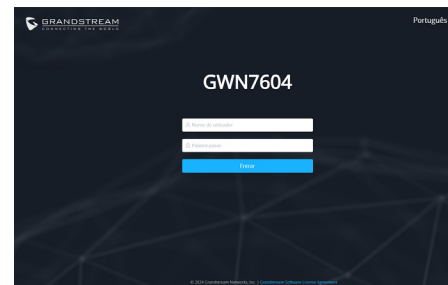 GRANDSTREAM
CONNECTING THE WORLD
Português
GWN7604
Nome do utilizador
Palavra-passe
Entrar
© 2024 Grandstream Networks, Inc. | Grandstream Software License Agreement